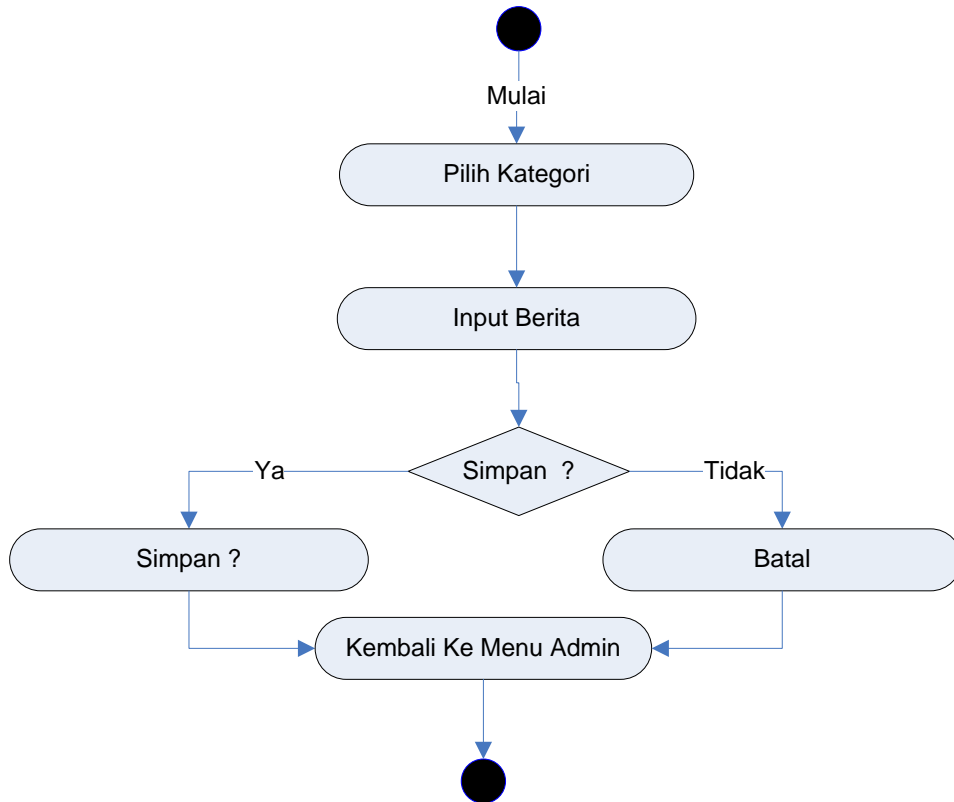 Mulai
Pilih Kategori
Input Berita
Simpan ?
Ya
Tidak
Simpan ?
Batal
Kembali Ke Menu Admin